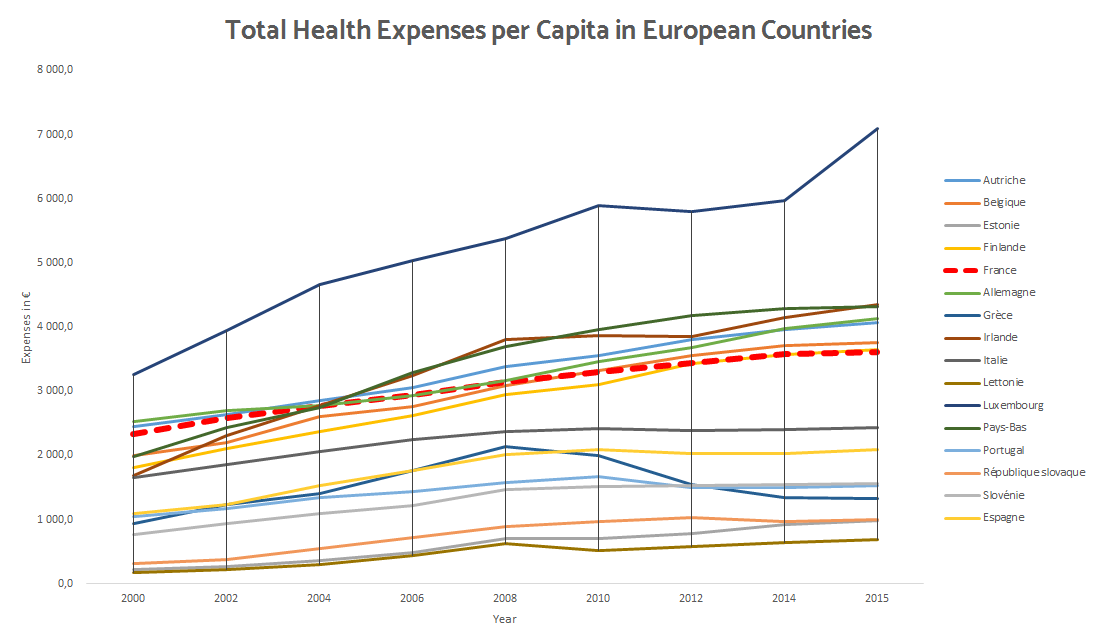 Total Health Expenses per Capita in European Countries
8 000,0
7 000,0
6 000,0
5 000,0
4 000,0
3 000,0
2 000,0
1 000,0
0,0
Expenses in €
2000 2002 2004 2006 2008 2010 2012 2014 2015
Year
Autriche
Belgique
Estonie
Finlande
France
Allemagne
Grèce
Irlande
Italie
Lettonie
Luxembourg
Pays-Bas
Portugal
République slovaque
Slovénie
Espagne